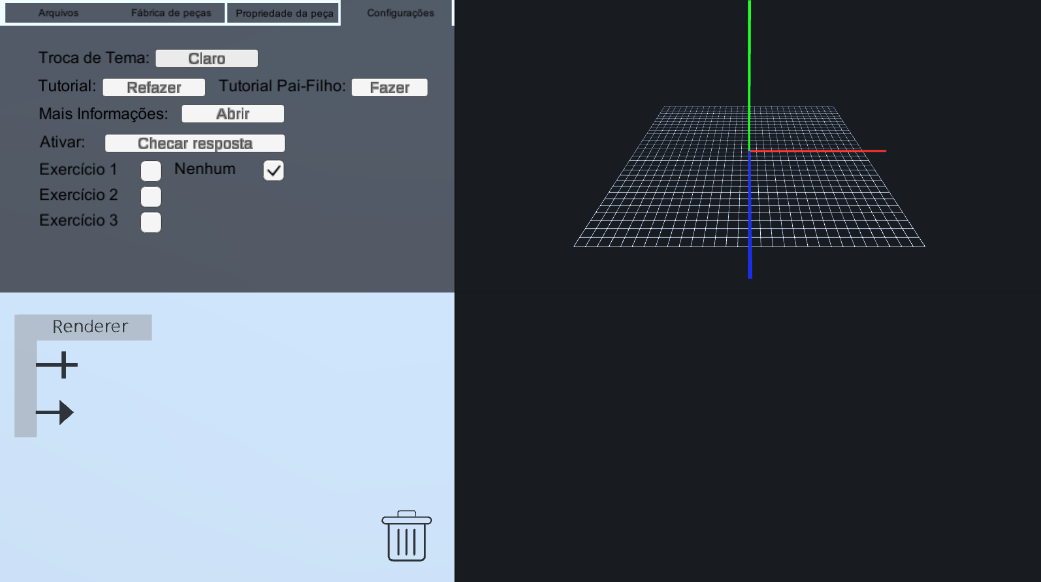 Arquivos Fábrica de peças Propriedade da peça Configurações
Troca de Tema: Claro
Tutorial: Refazer Tutorial Pai-Filho: Fazer
Mais Informações: Abrir
Ativar: Checar resposta
Exercício 1 Nenhum
Exercício 2
Exercício 3
Renderer